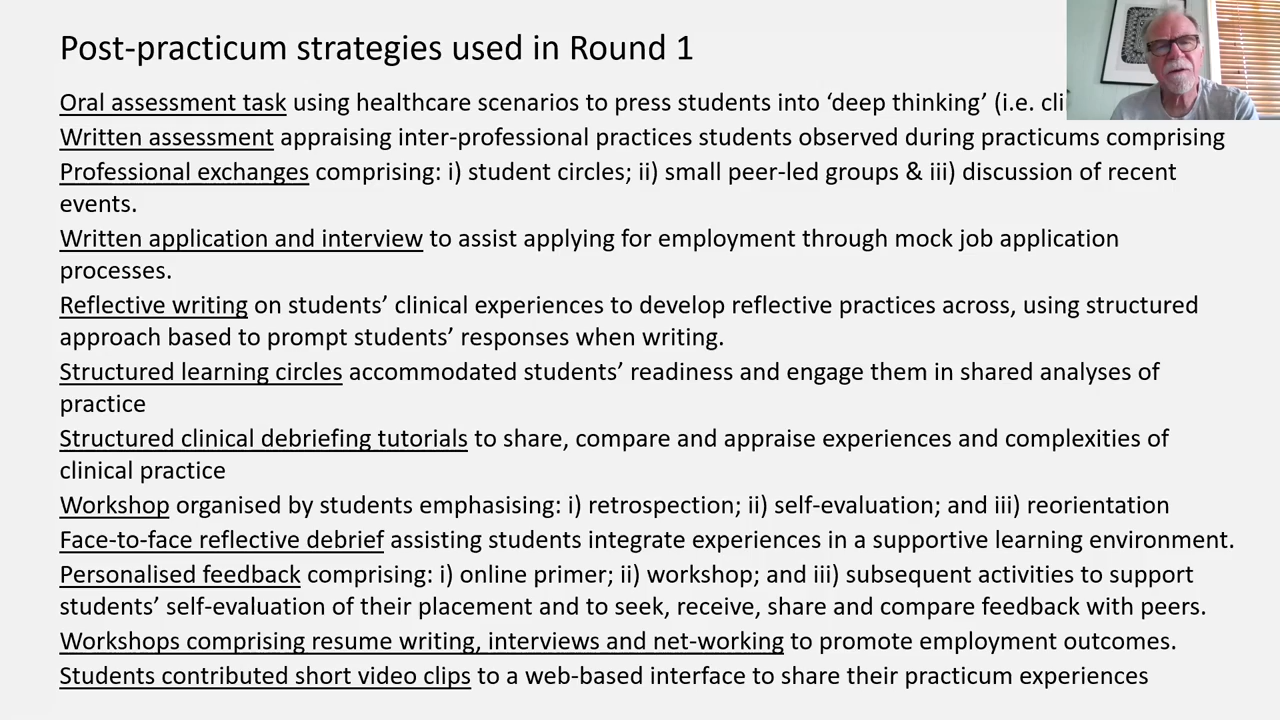 Post-practicum strategies used in Round 1
Oral assessment task using healthcare scenarios to press students into ‘deep thinking’ (i.e.
Written assessment appraising inter-professional practices students observed during practicums comprising
Professional exchanges comprising: i) student circles; ii) small peer-led groups & iii) discussion of recent
events.
Written application and interview to assist applying for employment through mock job application
processes.
Reflective writing on students’ clinical experiences to develop reflective practices across, using structured
approach based to prompt students’ responses when writing.
Structured learning circles accommodated students’ readiness and engage them in shared analyses of
practice
Structured clinical debriefing tutorials to share, compare and appraise experiences and complexities of
clinical practice
Workshop organised by students emphasising: i) retrospection; ii) self-evaluation; and iii) reorientation
Face-to-face reflective debrief assisting students integrate experiences in a supportive learning environment.
Personalised feedback comprising: i) online primer; ii) workshop; and iii) subsequent activities to support
students’ self-evaluation of their placement and to seek, receive, share and compare feedback with peers.
Workshops comprising resume writing, interviews and net-working to promote employment outcomes.
Students contributed short video clips to a web-based interface to share their practicum experiences